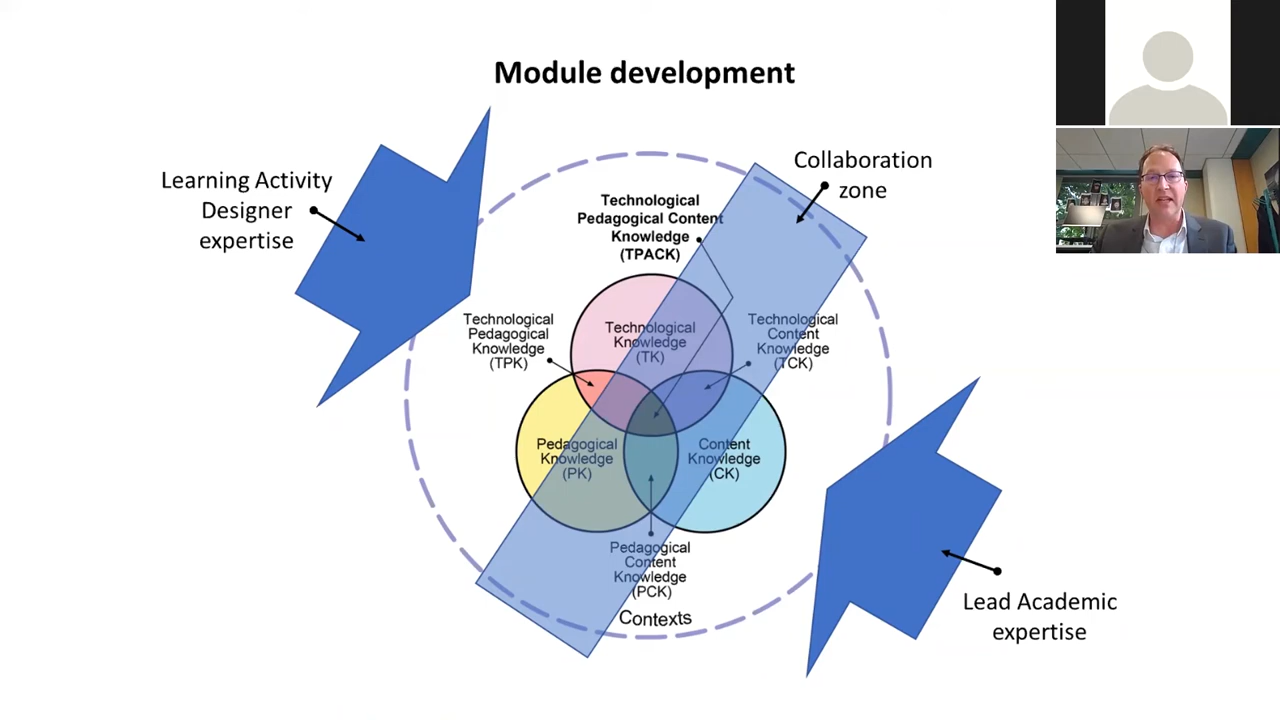 Module development
Learning Activity
Designer
expertise
Collaboration
zone
Technological
Pedagogical Content
Knowledge
(TPACK)
Technological
Pedagogical
Knowledge
(TPK)
Technological
Knowledge
(TK)
Technological
Content
Knowledge
(TCK)
Pedagogical
Knowledge
(PK)
Content
Knowledge
(CK)
Pedagogical
Content
Knowledge
(PCK)
Contexts
Lead Academic
expertise